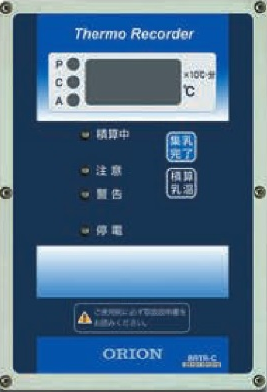 Thermo Recorder
P
C
A
×10℃·分
℃
積算中
集乳
完了
注意
積算
乳温
警告
停電
ご使用前に必ず取扱説明書を
お読みください。
ORION
BRTR-C